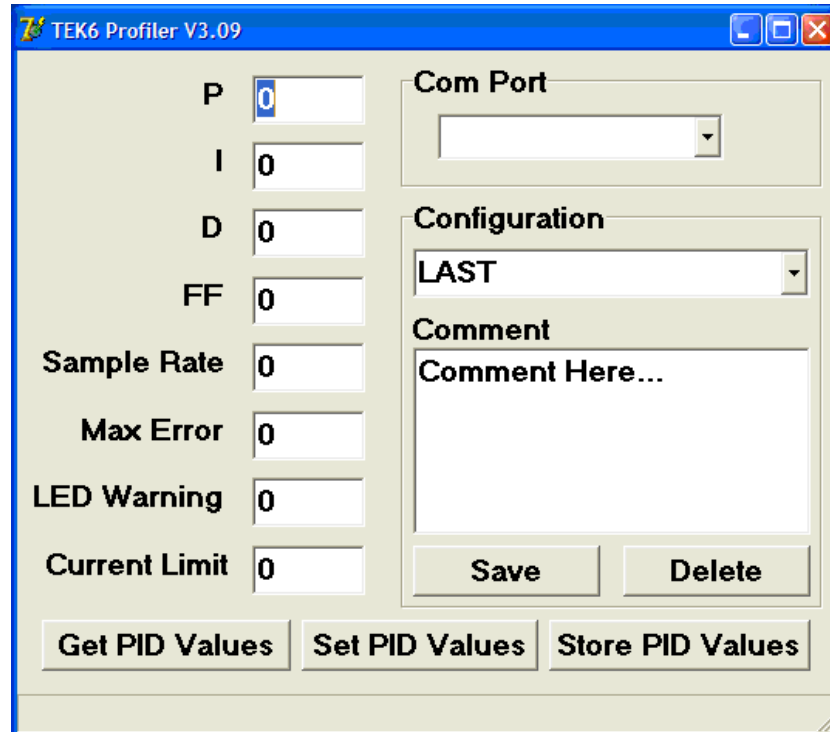 TEK6 Profiler V3.09
P 0
I 0
D 0
FF 0
Sample Rate 0
Max Error 0
LED Warning 0
Current Limit 0
Com Port
Configuration
LAST
Comment
Comment Here...
Save Delete
Get PID Values Set PID Values Store PID Values